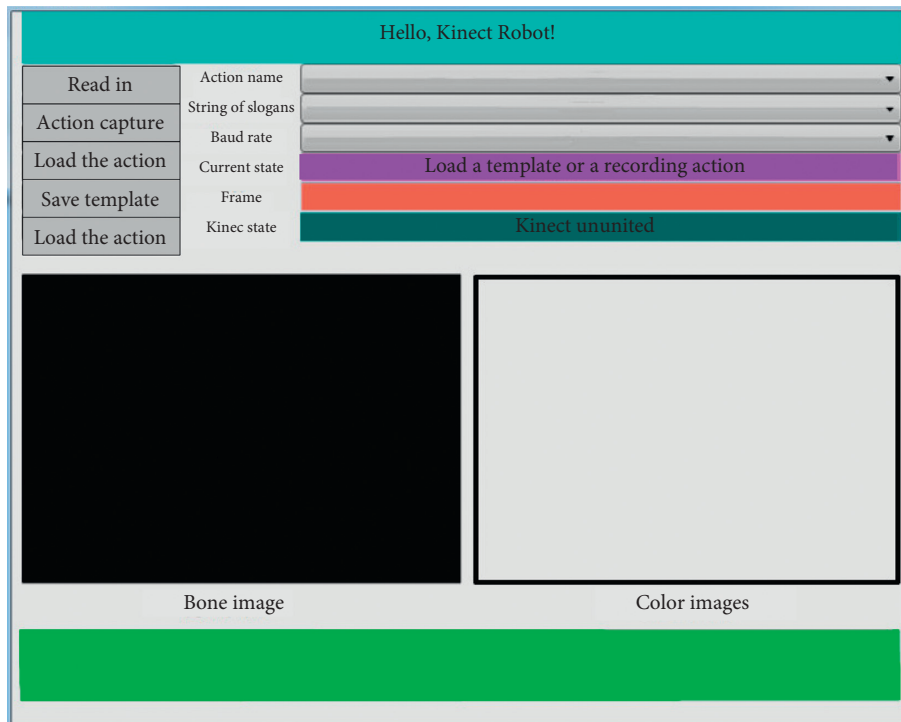 Hello, Kinect Robot!
Read in
Action capture
Load the action
Save template
Load the action
Action name
String of slogans
Baud rate
Current state
Load a template or a recording action
Frame
Kinec state
Kinect ununited
Bone image
Color images